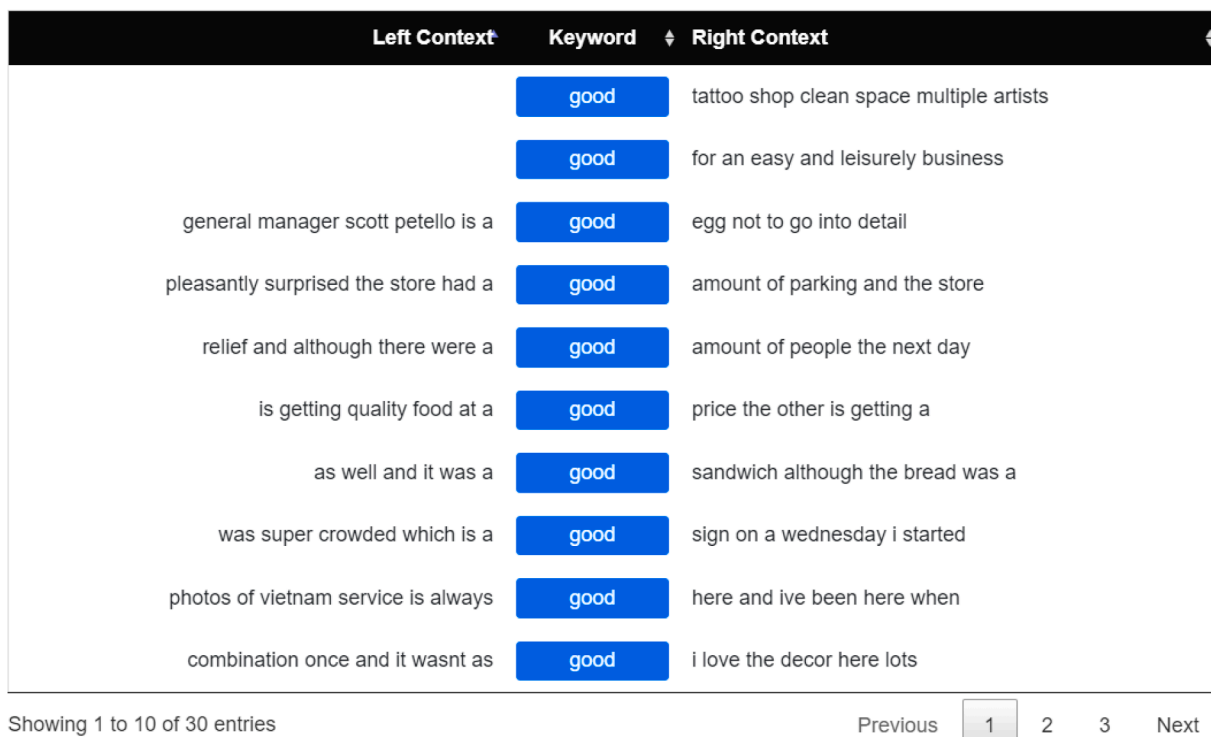 Left Context Keyword Right Context
good tattoo shop clean space multiple artists
good for an easy and leisurely business
general manager scott petello is a good egg not to go into detail
pleasantly surprised the store had a good amount of parking and the store
relief and although there were a good amount of people the next day
is getting quality food at a good price the other is getting a
as well and it was a good sandwich although the bread was a
was super crowded which is a good sign on a wednesday i started
photos of vietnam service is always good here and ive been here when
combination once and it wasnt as good i love the decor here lots
Showing 1 to 10 of 30 entries Previous 1 2 3 Next